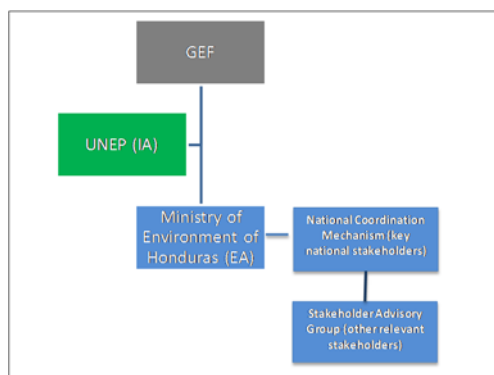 GEF
UNEP (IA)
Ministry of
Environment of
Honduras (EA)
National Coordination
Mechanism (key
national stakeholders)
Stakeholder Advisory
Group (other relevant
stakeholders)